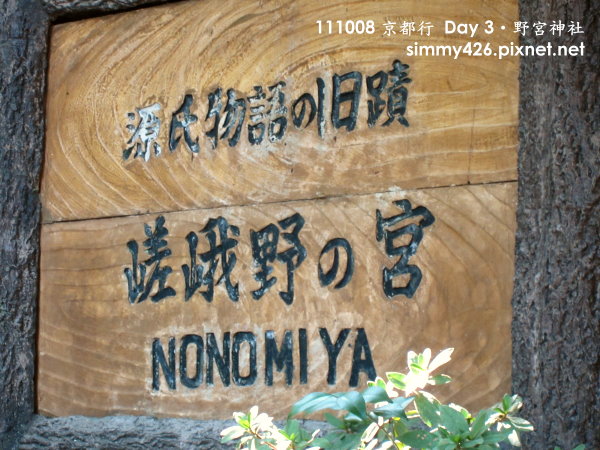 111008 京都行 Day 3・野宮神社
simmy426.pixnet.net
源氏物語の旧蹟
嵯峨野の宮
NONOMIYA